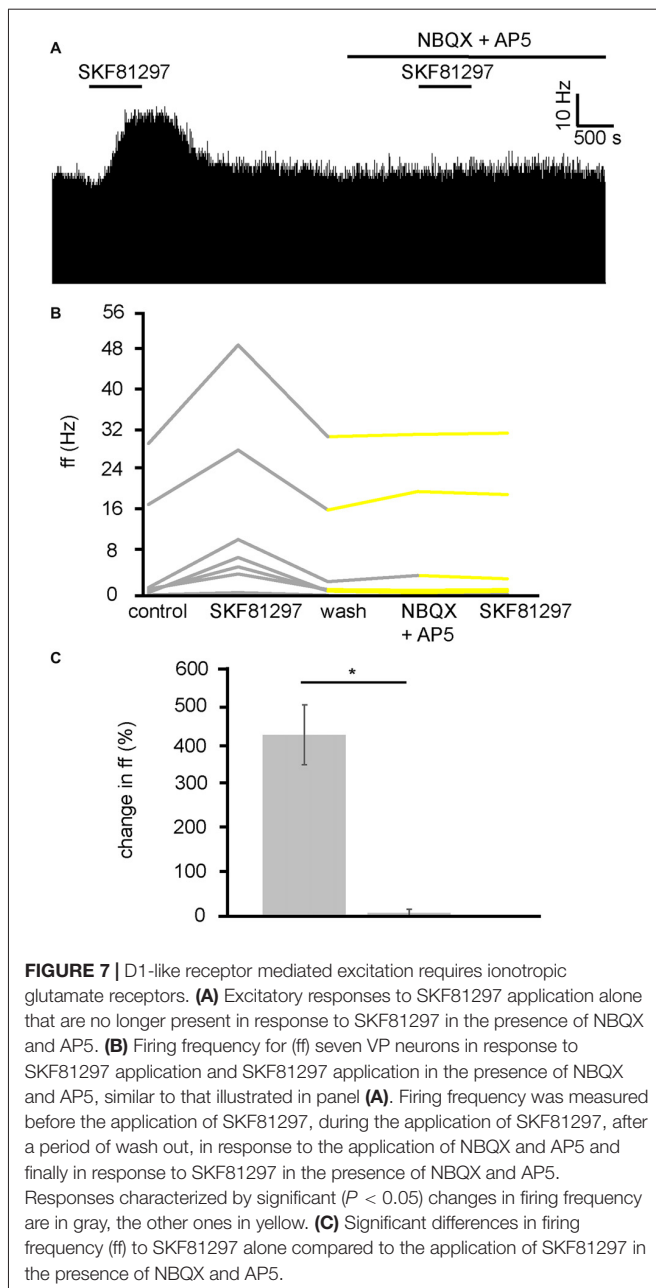 A
NBQX + AP5
SKF81297
SKF81297
10 Hz
500 s
B
56
48
40
32
24
16
8
0
ff (Hz)
control SKF81297 wash NBQX + AP5 SKF81297
C
600
500
400
300
200
100
0
change in ff (%)
*
FIGURE 7 | D1-like receptor mediated excitation requires ionotropic
glutamate receptors. (A) Excitatory responses to SKF81297 application alone
that are no longer present in response to SKF81297 in the presence of NBQX
and AP5. (B) Firing frequency for (ff) seven VP neurons in response to
SKF81297 application and SKF81297 application in the presence of NBQX
and AP5, similar to that illustrated in panel (A). Firing frequency was measured
before the application of SKF81297, during the application of SKF81297, after
a period of wash out, in response to the application of NBQX and AP5 and
finally in response to SKF81297 in the presence of NBQX and AP5.
Responses characterized by significant (P < 0.05) changes in firing frequency
are in gray, the other ones in yellow. (C) Significant differences in firing
frequency (ff) to SKF81297 alone compared to the application of SKF81297 in
the presence of NBQX and AP5.